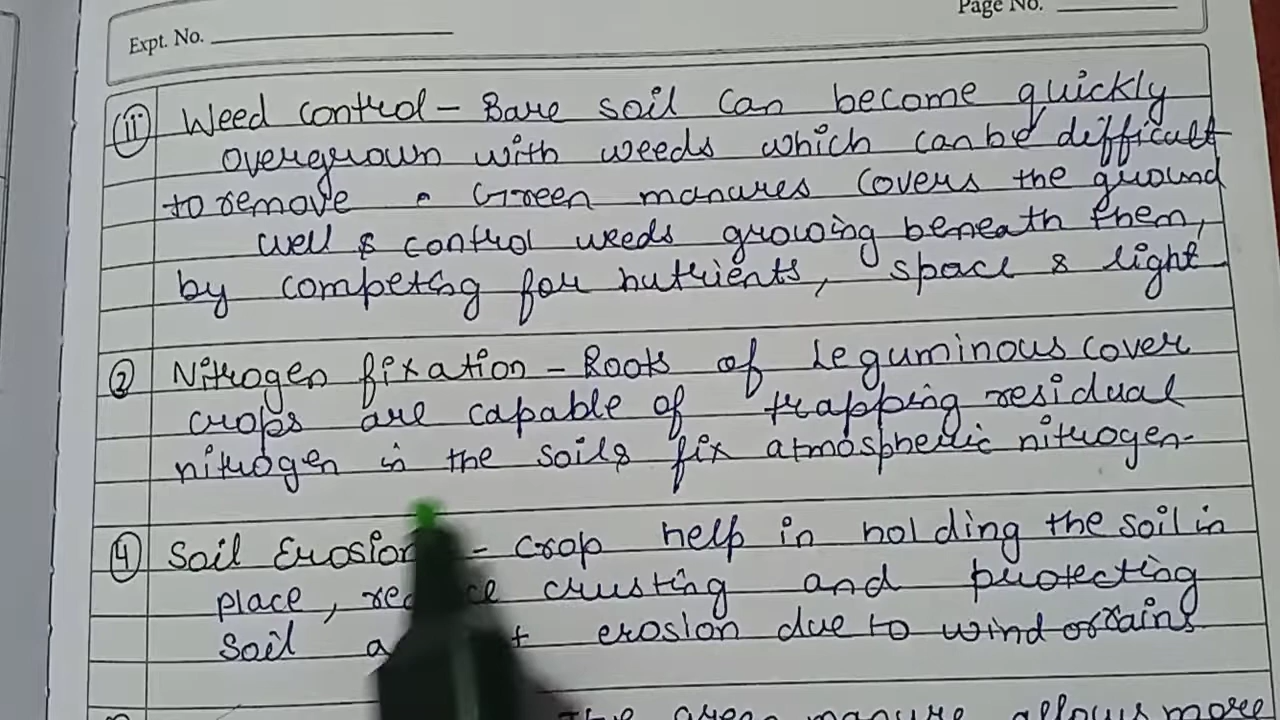 Page No.
Expt. No.
(ii) Weed control - Bare soil can become quickly
overgrown with weeds which can be difficult
to remove. Green manures covers the ground
well & control weeds growing beneath them,
by competing for nutrients, space & light
(3) Nitrogen fixation - Roots of leguminous cover
crops are capable of trapping residual
nitrogen in the soil & fix atmospheric nitrogen.
(4) Soil Erosion - Crop help in holding the soil in
place, reduce crusting and protecting
soil erosion due to wind or rains
the green manure allows more